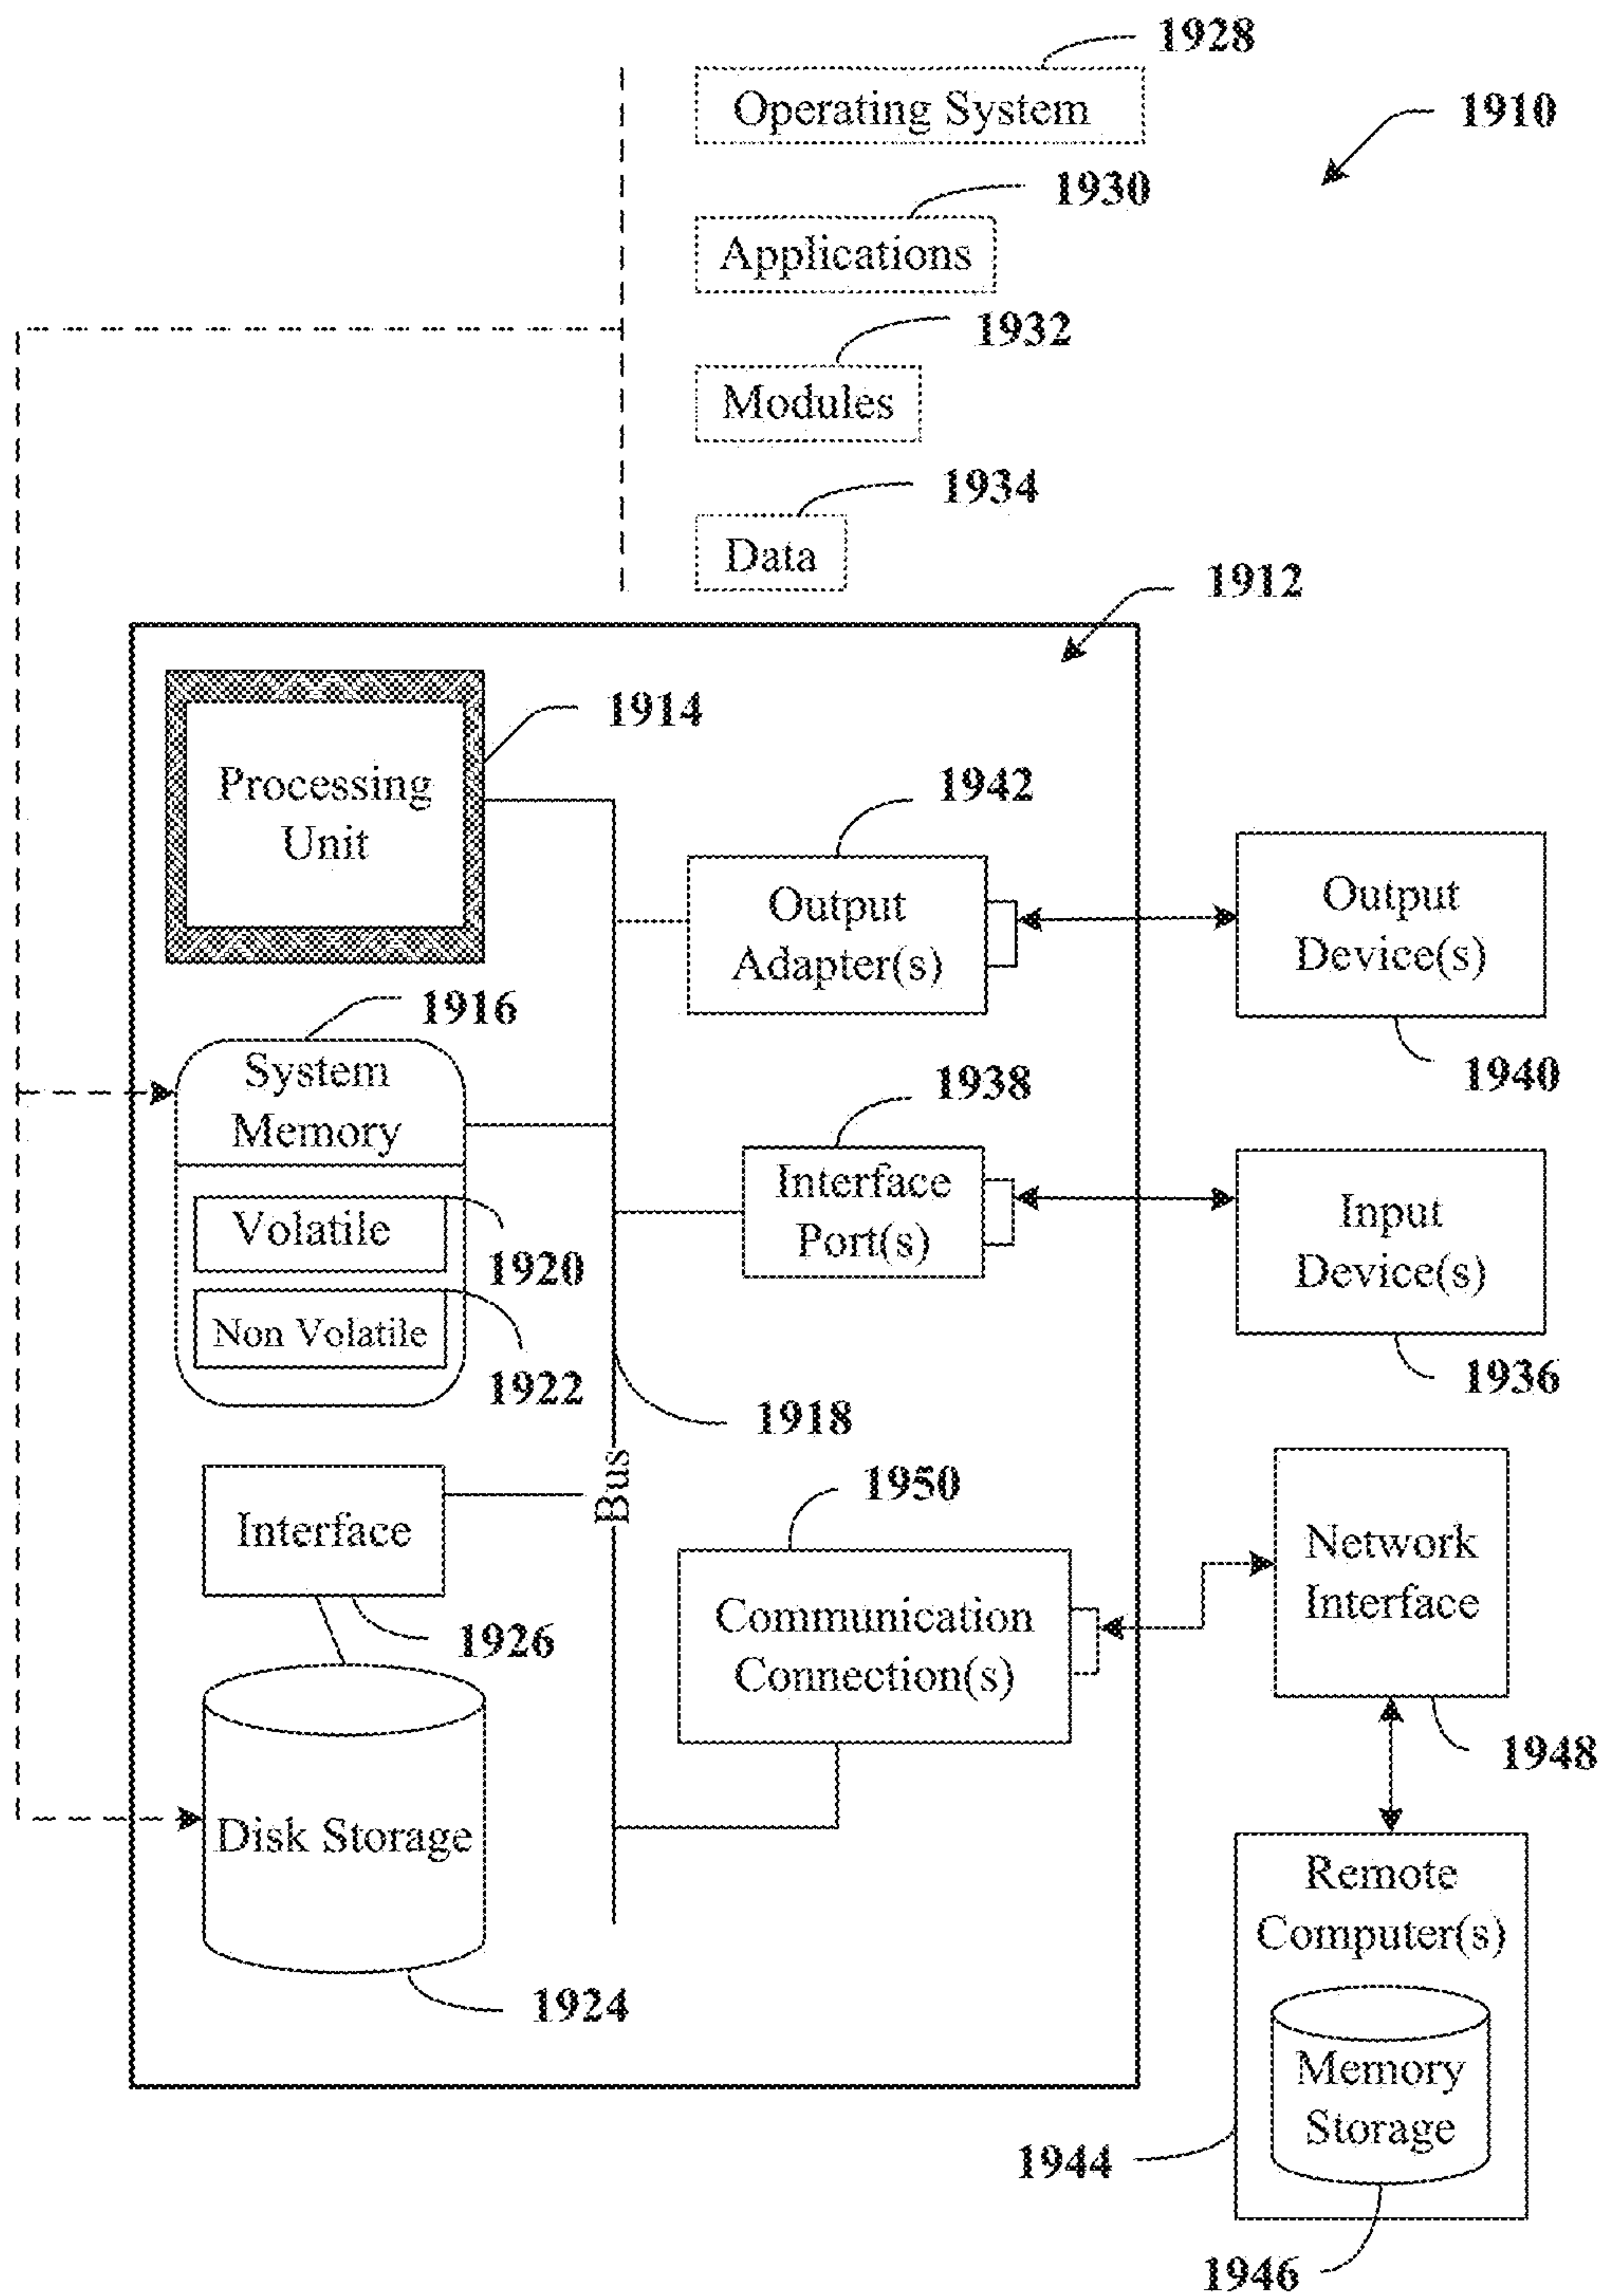 1928
Operating System
1910
1930
Applications
1932
Modules
1934
Data
1912
1914
Processing
Unit
1942
Output
Adapter(s)
Output
Device(s)
1940
1916
System
Memory
Volatile
1920
Non Volatile
1922
1938
Interface
Port(s)
Input
Device(s)
1936
1918
Bus
Interface
1926
1950
Communication
Connection(s)
Network
Interface
1948
Disk Storage
1924
Remote
Computer(s)
Memory
Storage
1944
1946